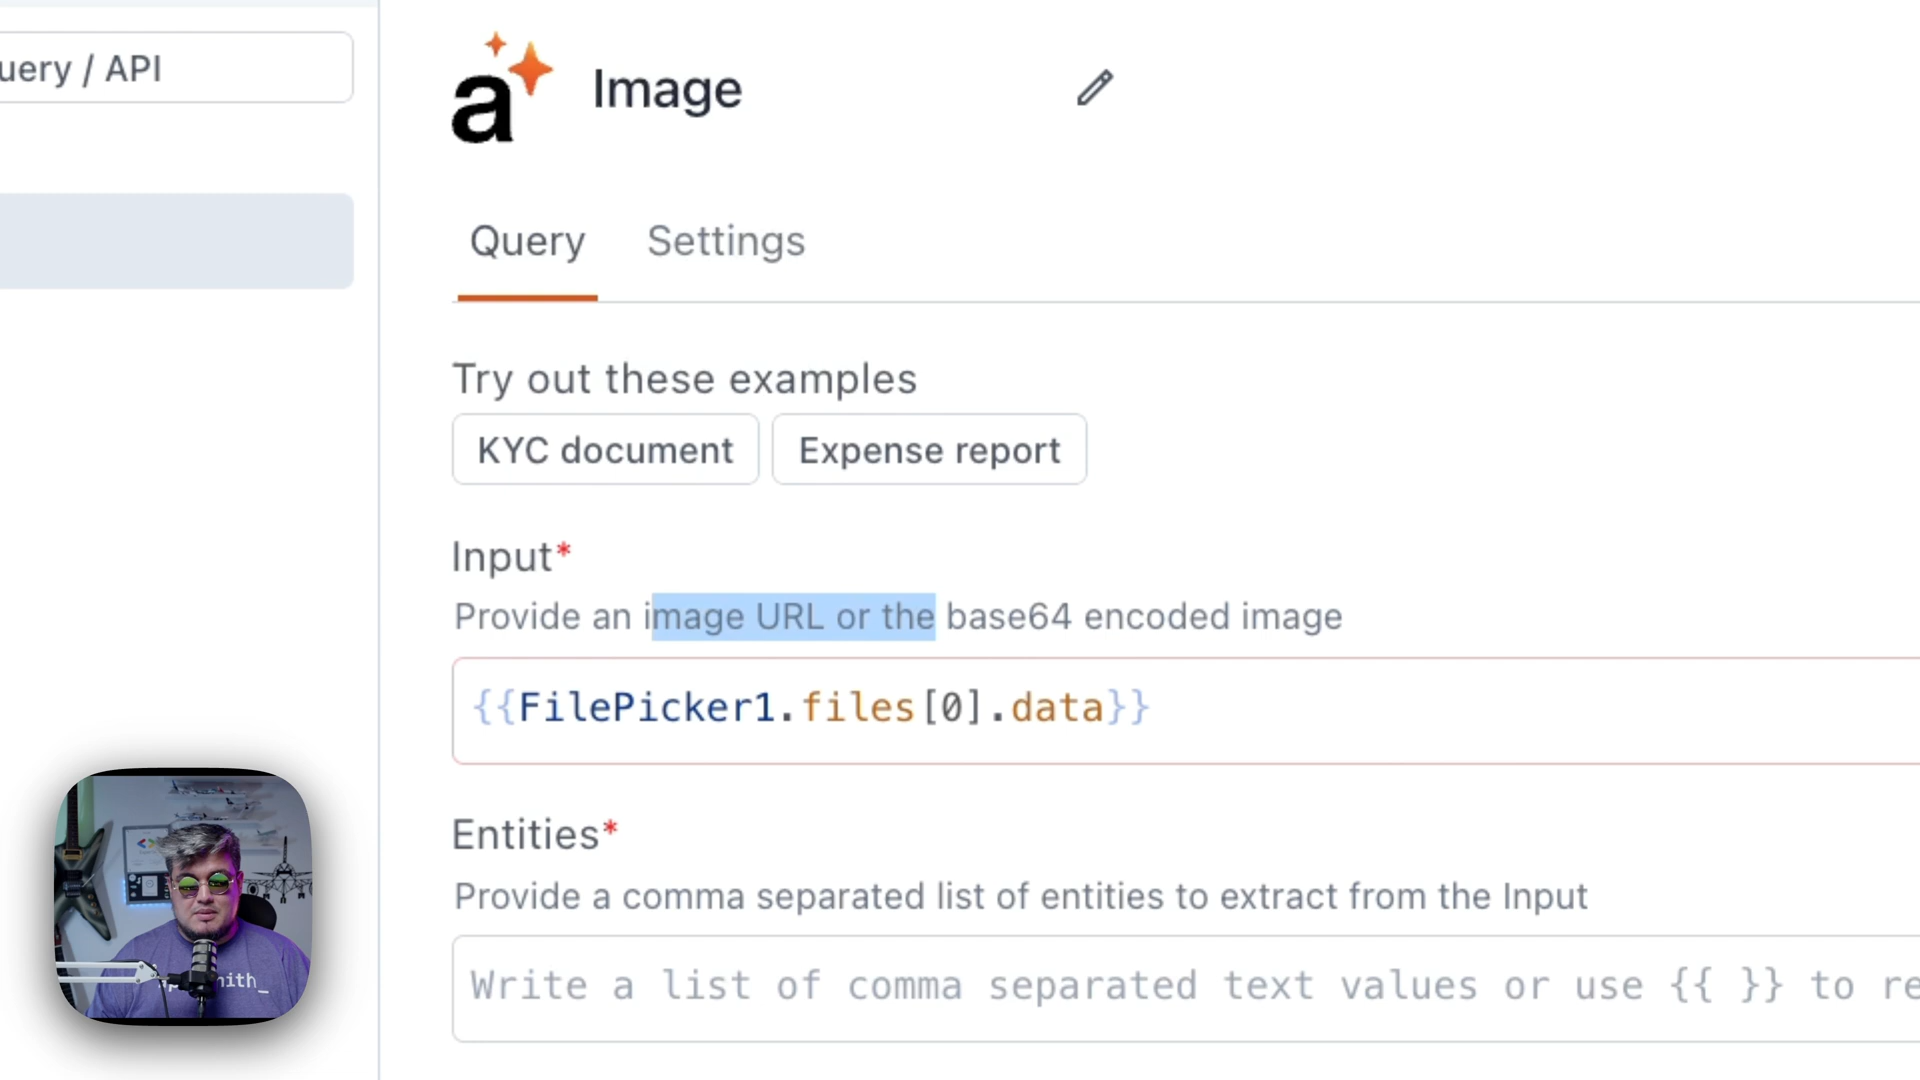 uery / API
a
Image
Query
Settings
Try out these examples
KYC document
Expense report
Input*
Provide an image URL or the base64 encoded image
{{FilePicker1.files[0].data}}
Entities*
Provide a comma separated list of entities to extract from the Input
Write a list of comma separated text values or use {{ }} to re